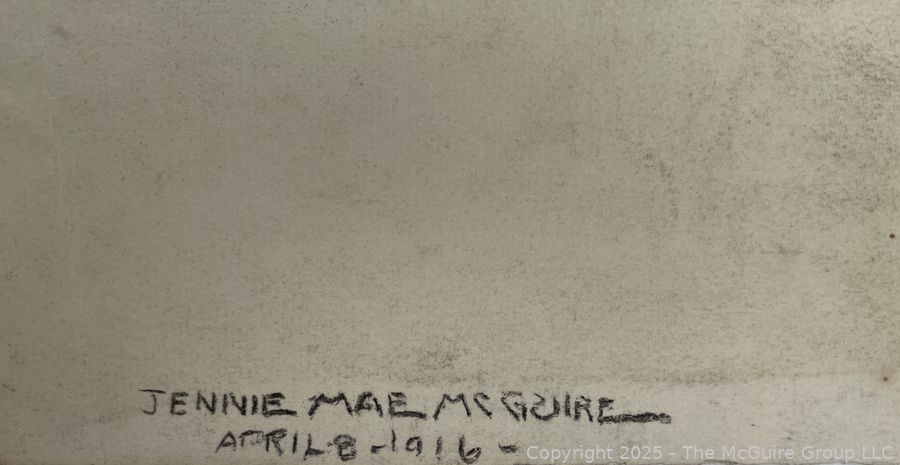 JENNIE MAE MCGUIRE
APRIL 8-1916-
Copyright 2025 - The McGuire Group LLC